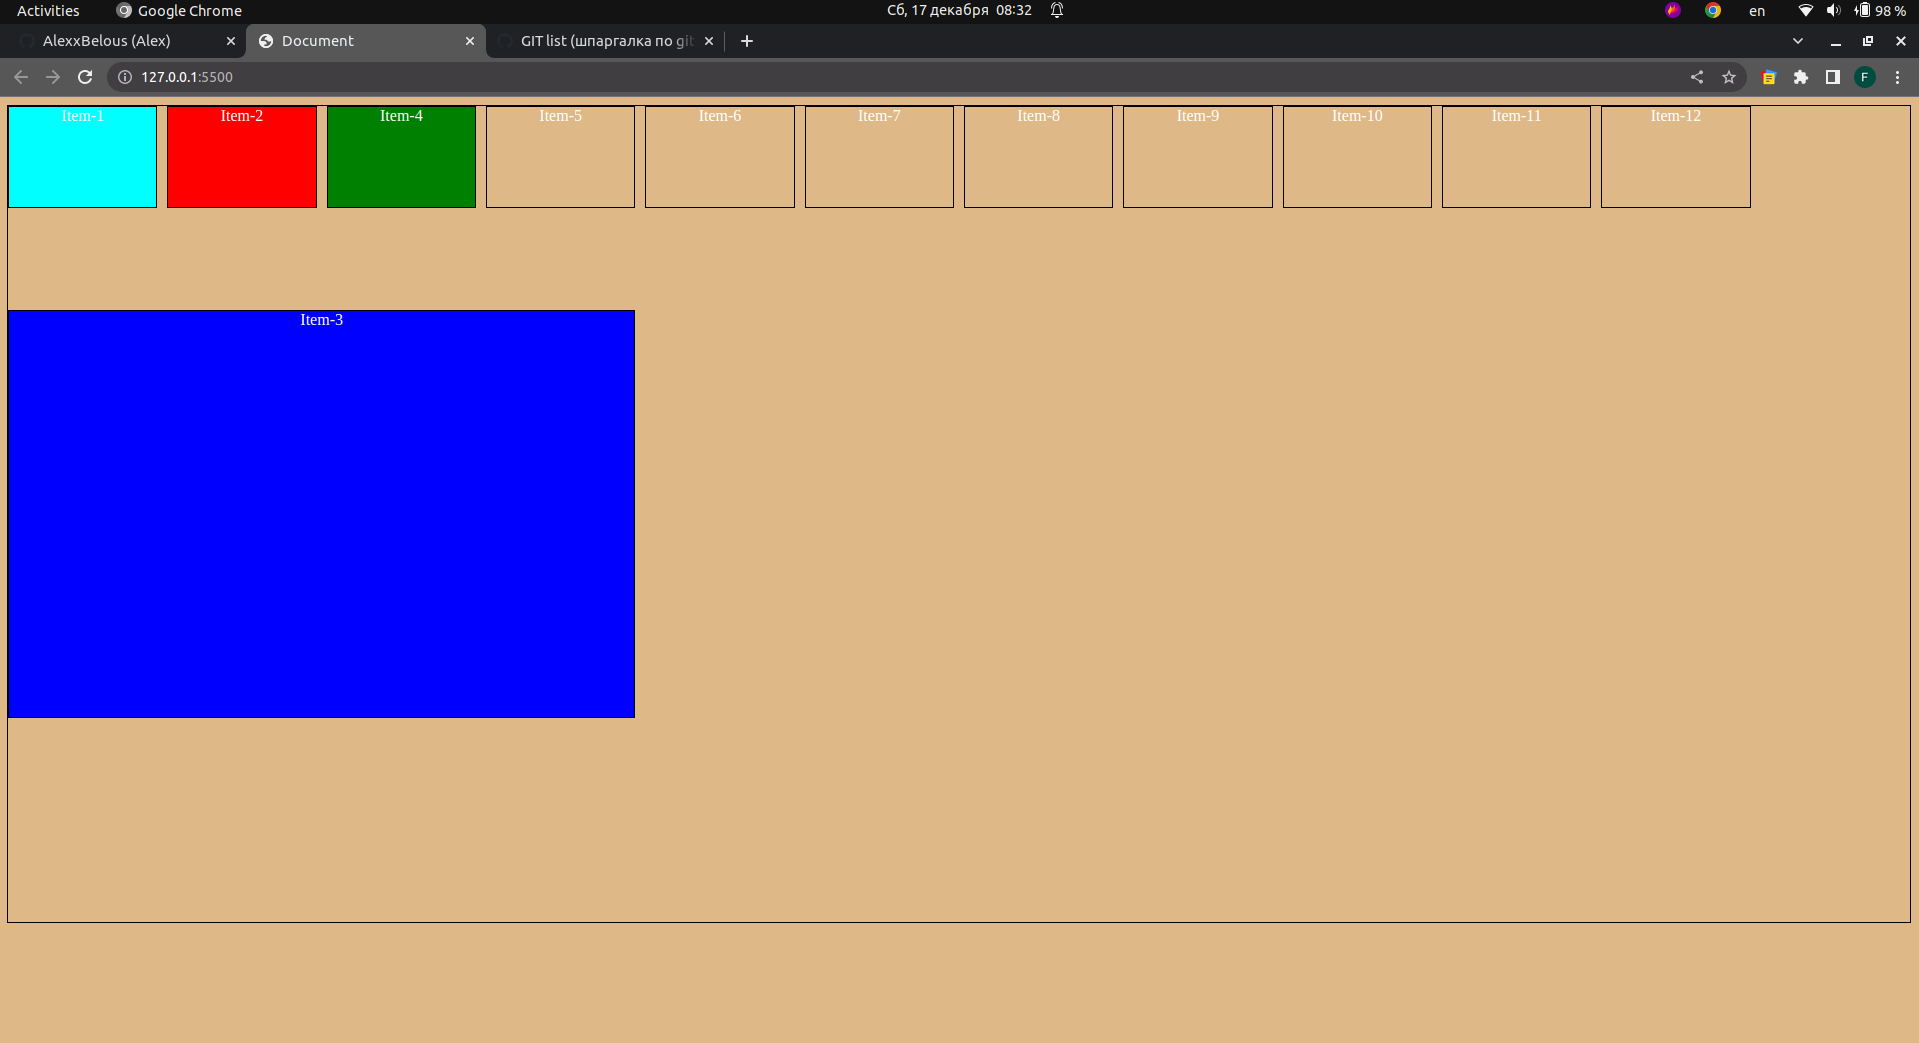 Activities Google Chrome Сб, 17 декабря 08:32 en 98 %
AlexxBelous (Alex) Document GIT list (шпаргалка по git
127.0.0.1:5500 F
Item-1 Item-2 Item-4 Item-5 Item-6 Item-7 Item-8 Item-9 Item-10 Item-11 Item-12
Item-3